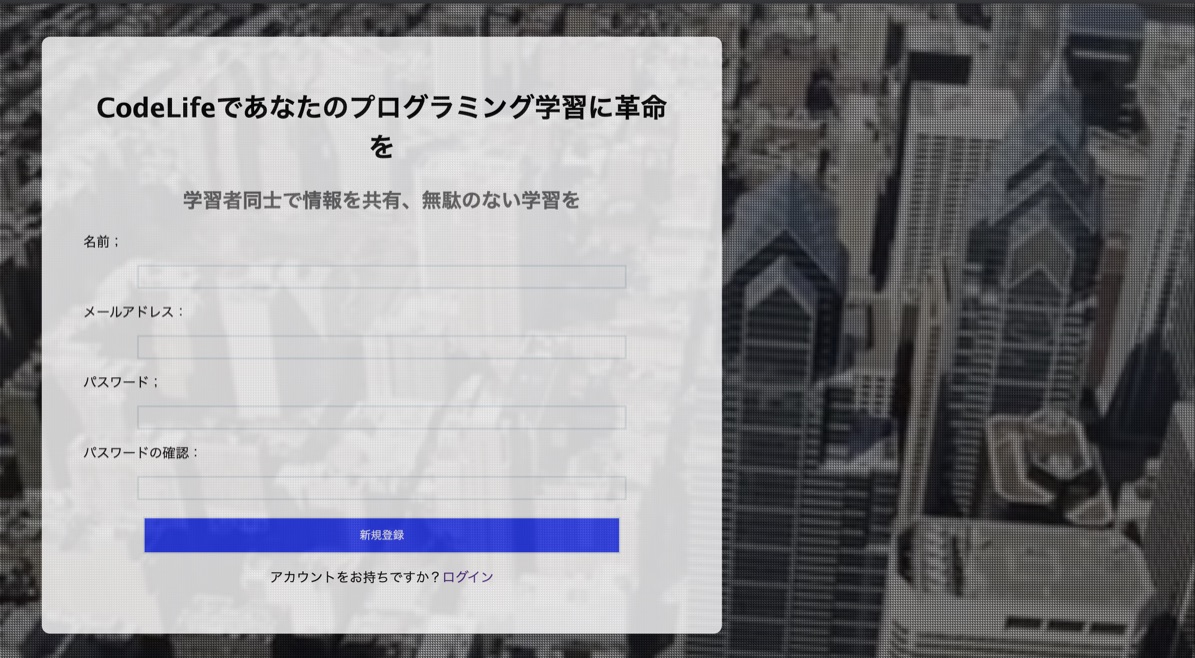 CodeLifeであなたのプログラミング学習に革命
を
学習者同士で情報を共有、無駄のない学習を
名前；
メールアドレス：
パスワード；
パスワードの確認：
新規登録
アカウントをお持ちですか？ログイン